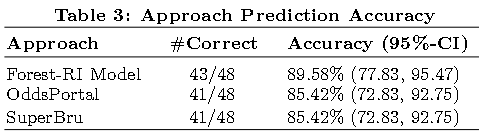 Table 3: Approach Prediction Accuracy
Approach #Correct Accuracy (95%-CI)
Forest-RI Model 43/48 89.58% (77.83, 95.47)
OddsPortal 41/48 85.42% (72.83, 92.75)
SuperBru 41/48 85.42% (72.83, 92.75)